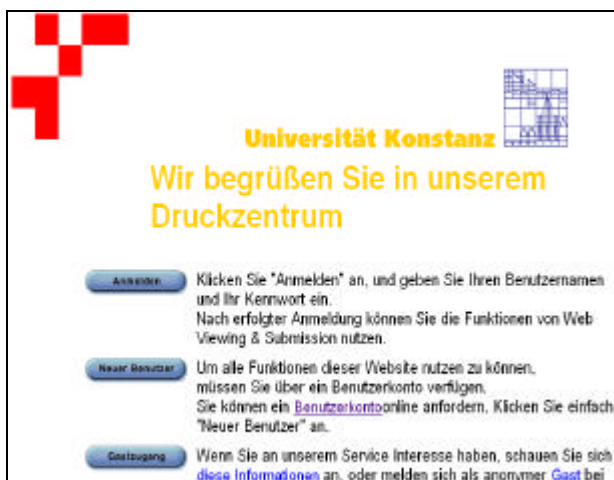 Universität Konstanz
Wir begrüßen Sie in unserem
Druckzentrum
Anmelden
Klicken Sie "Anmelden" an, und geben Sie Ihren Benutzernamen
und Ihr Kennwort ein.
Nach erfolgter Anmeldung können Sie die Funktionen von Web
Viewing & Submission nutzen.
Neuer Benutzer
Um alle Funktionen dieser Website nutzen zu können,
müssen Sie über ein Benutzerkonto verfügen.
Sie können ein Benutzerkontoonline anfordern. Klicken Sie einfach
"Neuer Benutzer" an.
Gastzugang
Wenn Sie an unserem Service Interesse haben, schauen Sie sich
diese Informationen an, oder melden sich als anonymer Gast bei